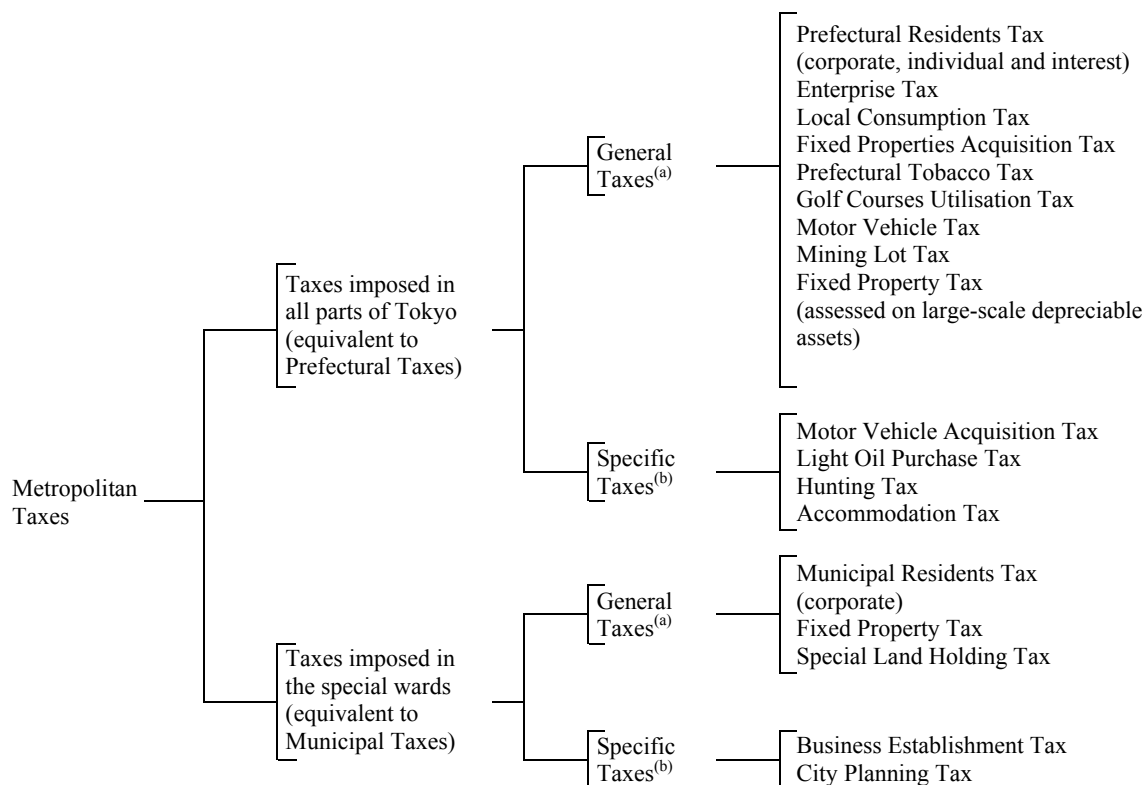 Metropolitan
Taxes
Taxes imposed in
all parts of Tokyo
(equivalent to
Prefectural Taxes)
General
Taxes(a)
Prefectural Residents Tax
(corporate, individual and interest)
Enterprise Tax
Local Consumption Tax
Fixed Properties Acquisition Tax
Prefectural Tobacco Tax
Golf Courses Utilisation Tax
Motor Vehicle Tax
Mining Lot Tax
Fixed Property Tax
(assessed on large-scale depreciable
assets)
Specific
Taxes(b)
Motor Vehicle Acquisition Tax
Light Oil Purchase Tax
Hunting Tax
Accommodation Tax
Taxes imposed in
the special wards
(equivalent to
Municipal Taxes)
General
Taxes(a)
Municipal Residents Tax
(corporate)
Fixed Property Tax
Special Land Holding Tax
Specific
Taxes(b)
Business Establishment Tax
City Planning Tax